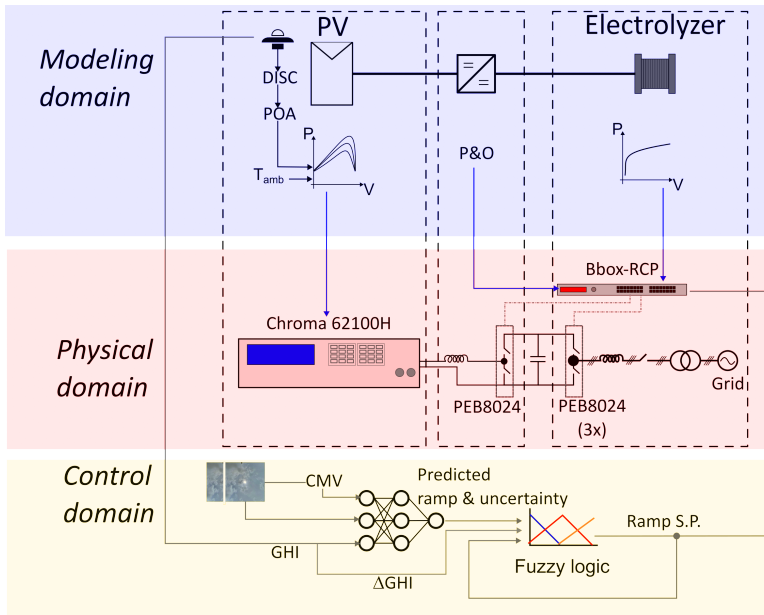 PV
Electrolyzer
Modeling
domain
DISC
POA
P
T amb
V
P&O
P
V
Bbox-RCP
Chroma 62100H
Physical
domain
PEB8024
PEB8024
(3x)
Grid
Control
domain
CMV
Predicted
ramp & uncertainty
GHI
ΔGHI
Fuzzy logic
Ramp S.P.